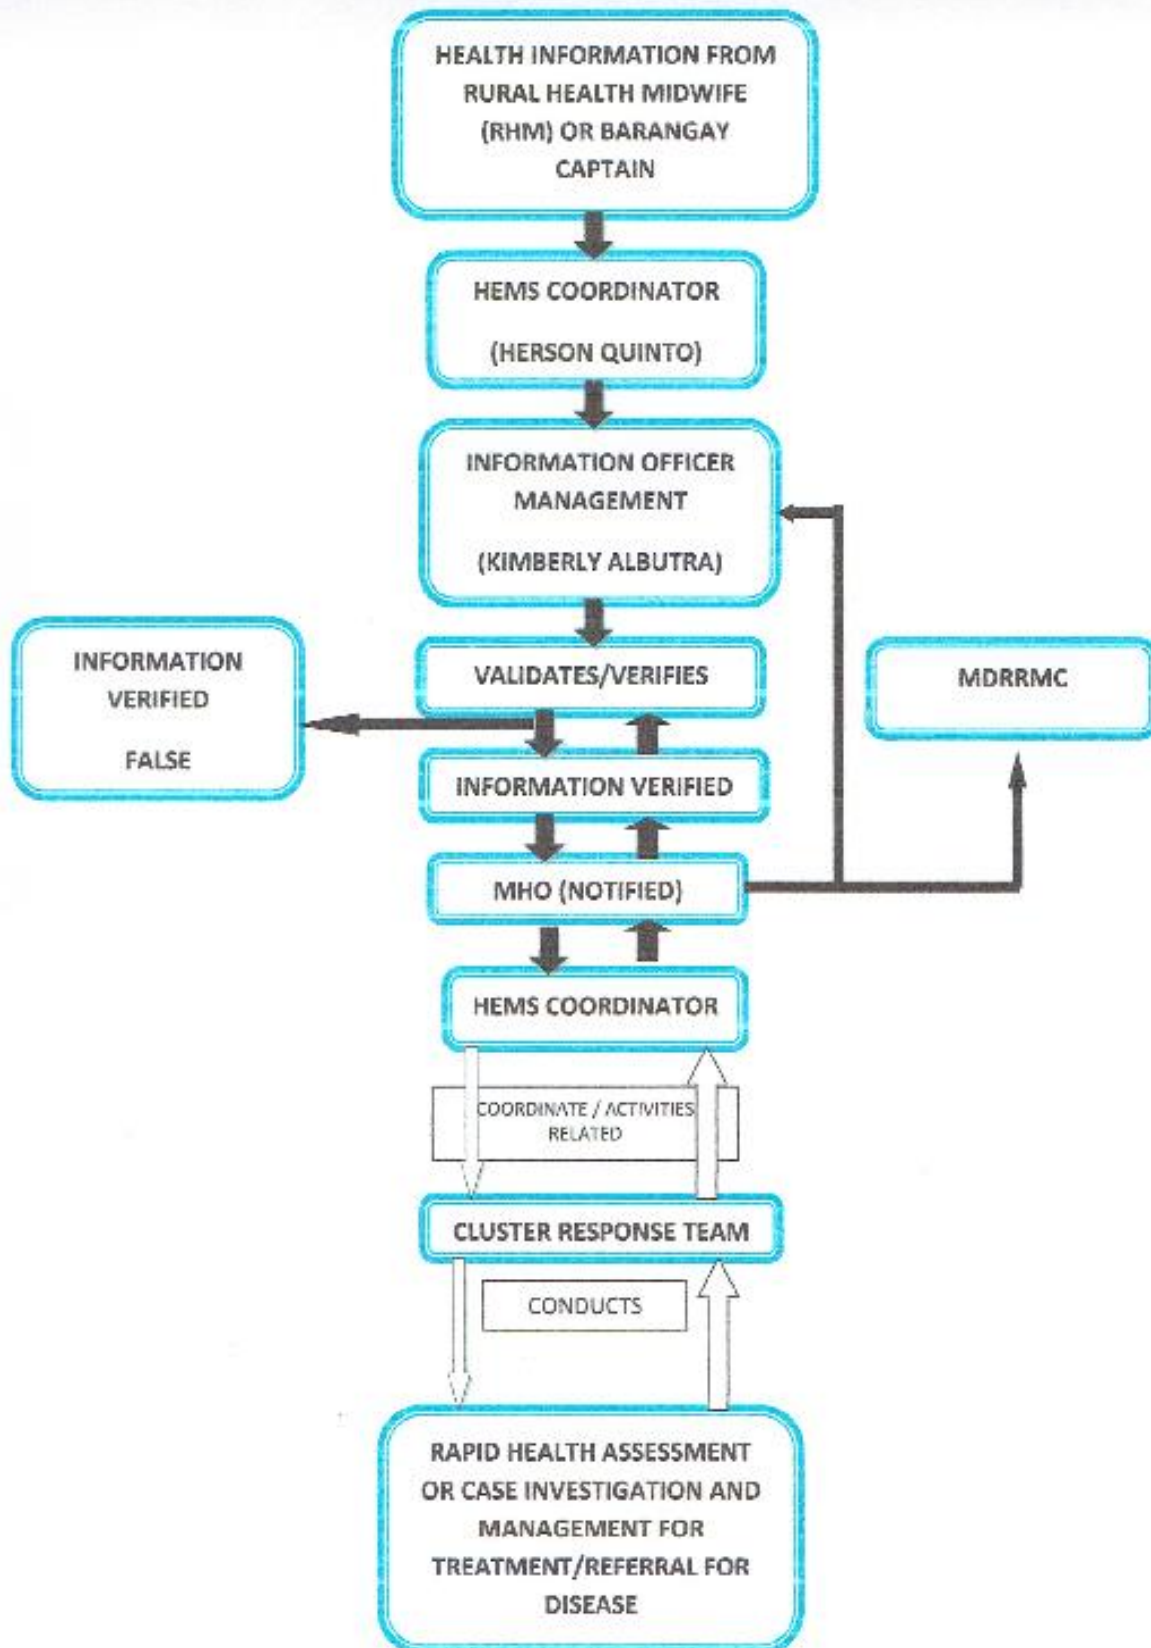 HEALTH INFORMATION FROM
RURAL HEALTH MIDWIFE
(RHM) OR BARANGAY
CAPTAIN
HEMS COORDINATOR
(HERSON QUINTO)
INFORMATION OFFICER
MANAGEMENT
(KIMBERLY ALBUTRA)
INFORMATION
VERIFIED
FALSE
VALIDATES/VERIFIES
MDRRMC
INFORMATION VERIFIED
MHO (NOTIFIED)
HEMS COORDINATOR
COORDINATE / ACTIVITIES
RELATED
CLUSTER RESPONSE TEAM
CONDUCTS
RAPID HEALTH ASSESSMENT
OR CASE INVESTIGATION AND
MANAGEMENT FOR
TREATMENT/REFERRAL FOR
DISEASE